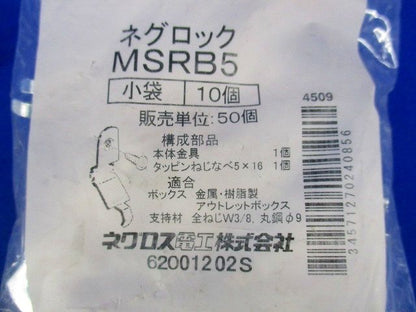 ネグロック
MSRB5
小袋 10個
販売単位:50個
4509
構成部品
本体金具 1個
タッピンねじなべ5×16 1個
適合
ボックス 金属・樹脂製
アウトレットボックス
支持材 全ねじW3/8, 丸鋼φ9
ネグロス電工株式会社
62001202S
3457112702408​56